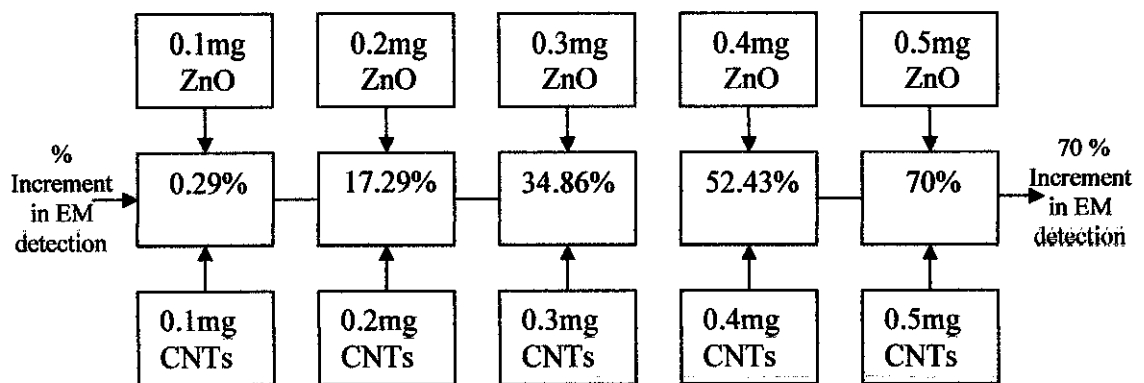 0.1mg
ZnO
0.2mg
ZnO
0.3mg
ZnO
0.4mg
ZnO
0.5mg
ZnO
%
Increment
in EM
detection
0.29%
17.29%
34.86%
52.43%
70%
70 %
Increment
in EM
detection
0.1mg
CNTs
0.2mg
CNTs
0.3mg
CNTs
0.4mg
CNTs
0.5mg
CNTs